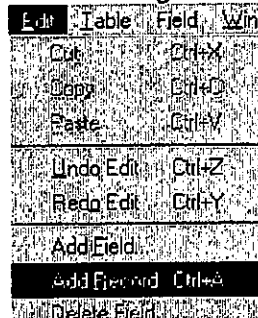 Edit Table Field Win
Cut Ctrl+X
Copy Ctrl+D
Paste Ctrl+V
Undo Edit Ctrl+Z
Redo Edit Ctrl+Y
Add Field
Add Record Ctrl+A
Delete Field